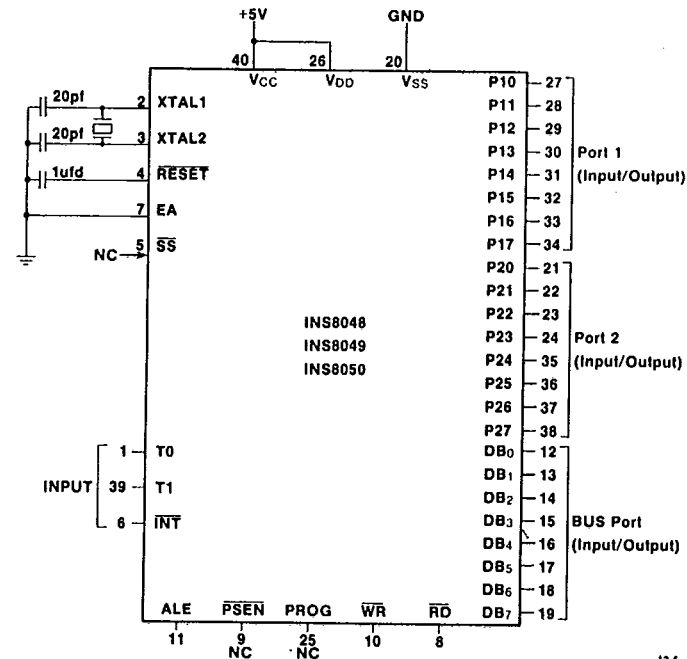 +5V
GND
40
26
20
VCC
VDD
VSS
20pf
2 XTAL1
20pf
3 XTAL2
1ufd
4 RESET
7 EA
NC 5 SS
INS8048
INS8049
INS8050
INPUT
1 T0
39 T1
6 INT
P10 27
P11 28
P12 29
P13 30
P14 31
P15 32
P16 33
P17 34
Port 1
(Input/Output)
P20 21
P21 22
P22 23
P23 24
P24 35
P25 36
P26 37
P27 38
Port 2
(Input/Output)
DB0 12
DB1 13
DB2 14
DB3 15
DB4 16
DB5 17
DB6 18
DB7 19
BUS Port
(Input/Output)
ALE
PSEN
PROG
WR
RD
11
9
25
10
8
NC
NC